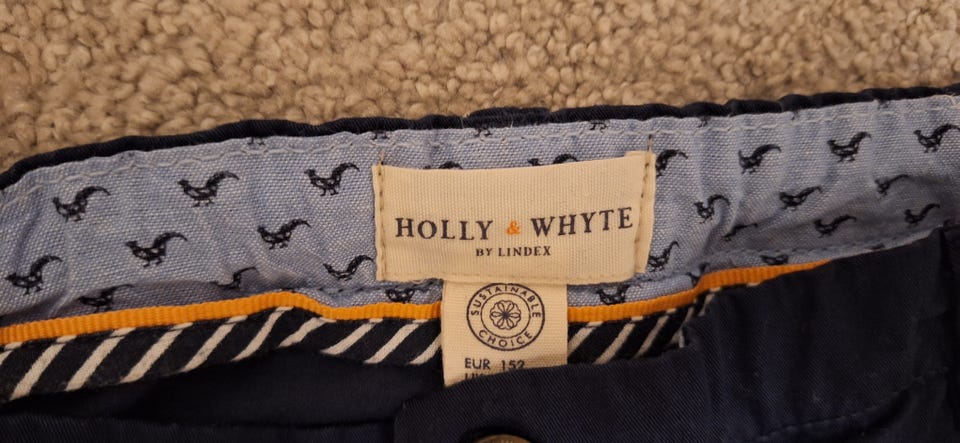 HOLLY & WHYTE
BY LINDEX
SUSTAINABLE
CHOICE
EUR 152